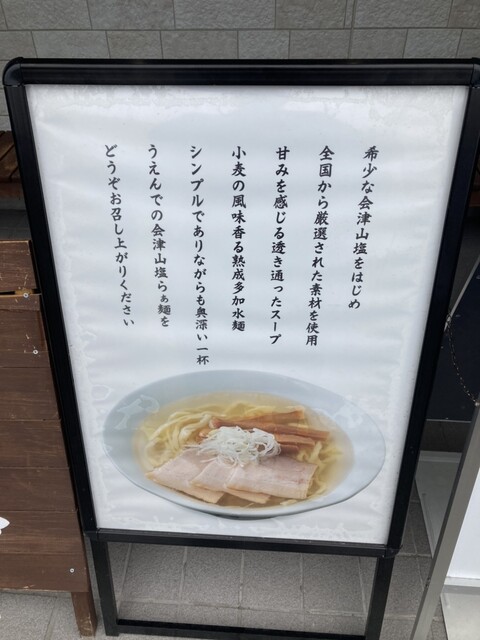 希少な会津山塩をはじめ
全国から厳選された素材を使用
甘みを感じる透き通ったスープ
小麦の風味香る熟成多加水麺
シンプルでありながらも奥深い一杯
うえんでの会津山塩らぁ麺を
どうぞお召し上がりください